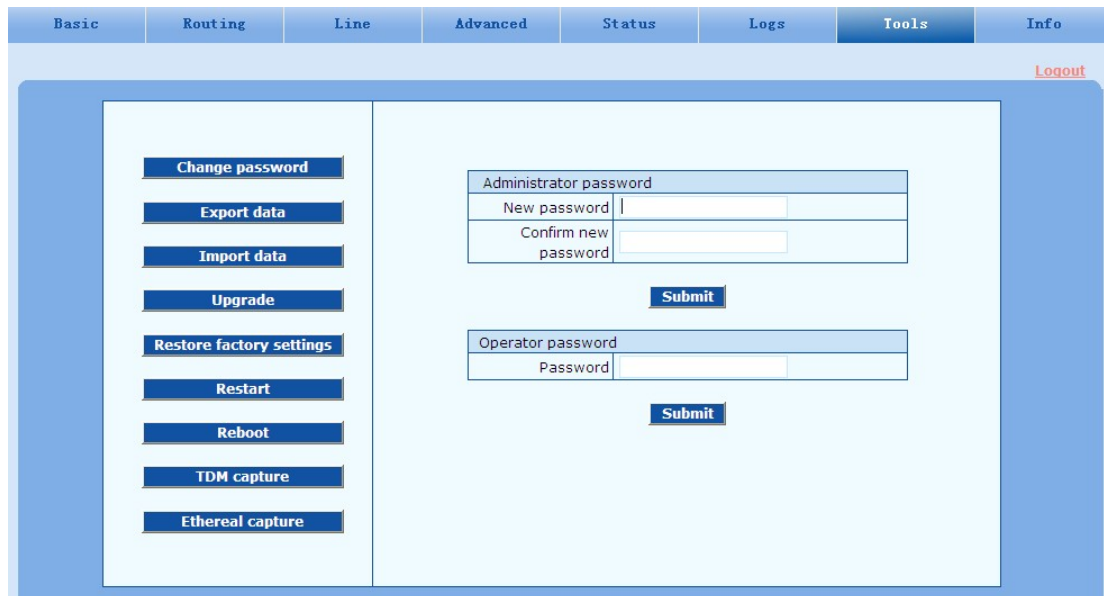 Basic Routing Line Advanced Status Logs Tools Info
Logout
Change password
Export data
Import data
Upgrade
Restore factory settings
Restart
Reboot
TDM capture
Ethereal capture
Administrator password
New password
Confirm new
password
Submit
Operator password
Password
Submit